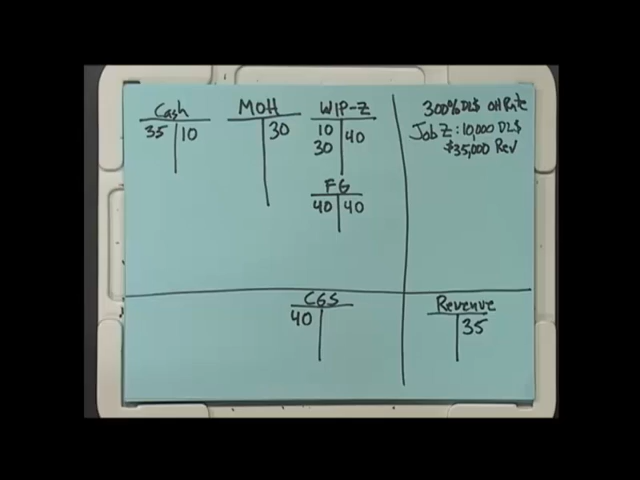 Cash
35 10
MOH
30
WIP-Z
10
30
40
FG
40 40
300% DL$ OH Rate
Job Z: 10,000 DL$
$35,000 Rev
CGS
40
Revenue
35